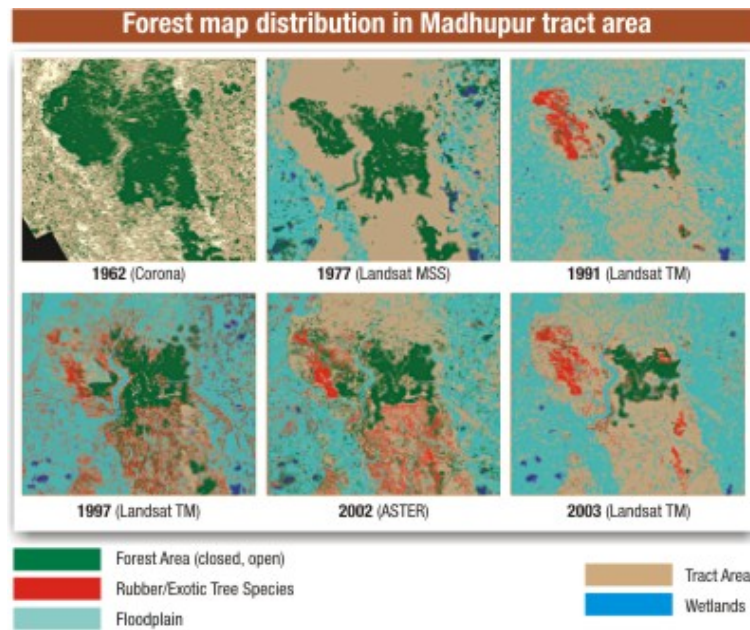 Forest map distribution in Madhupur tract area
1962 (Corona)
1977 (Landsat MSS)
1991 (Landsat TM)
1997 (Landsat TM)
2002 (ASTER)
2003 (Landsat TM)
Forest Area (closed, open)
Rubber/Exotic Tree Species
Floodplain
Tract Area
Wetlands